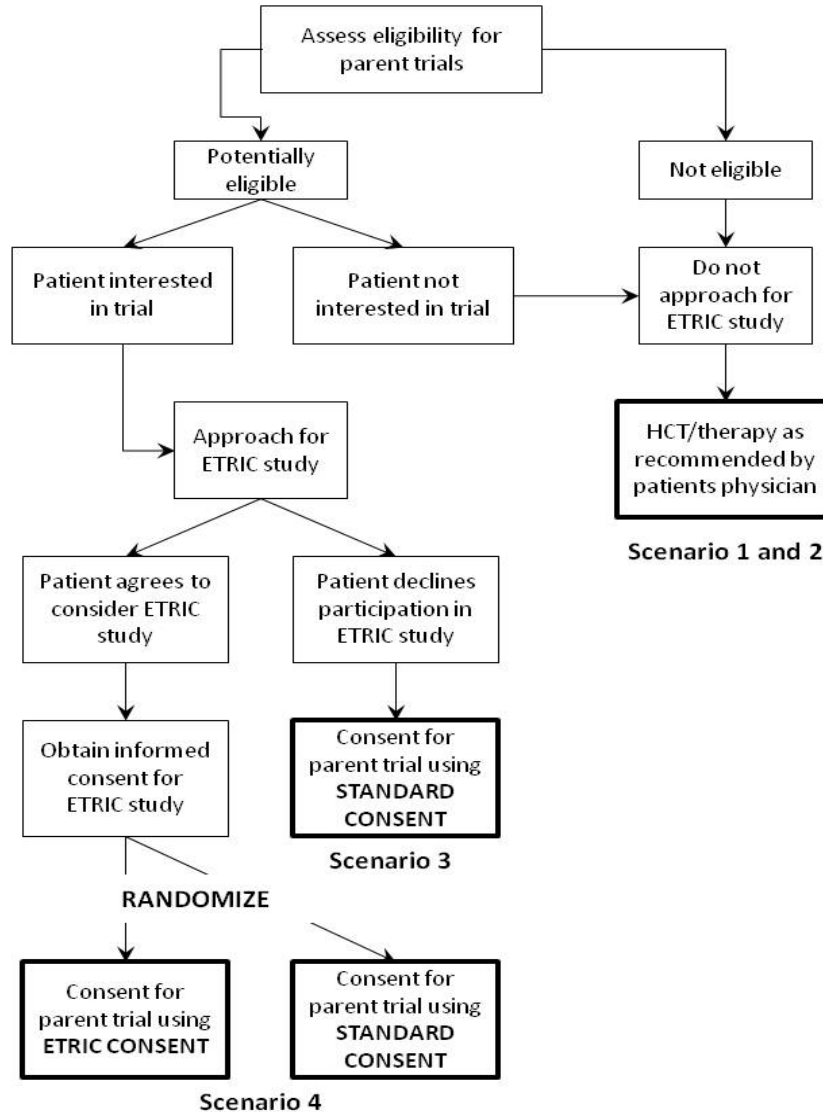 Assess eligibility for
parent trials
Potentially
eligible
Not eligible
Patient interested
in trial
Patient not
interested in trial
Do not
approach for
ETRIC study
Approach for
ETRIC study
HCT/therapy as
recommended by
patients physician
Scenario 1 and 2
Patient agrees to
consider ETRIC
study
Patient declines
participation in
ETRIC study
Obtain informed
consent for
ETRIC study
Consent for
parent trial using
STANDARD
CONSENT
Scenario 3
RANDOMIZE
Consent for
parent trial using
ETRIC CONSENT
Consent for
parent trial using
STANDARD
CONSENT
Scenario 4